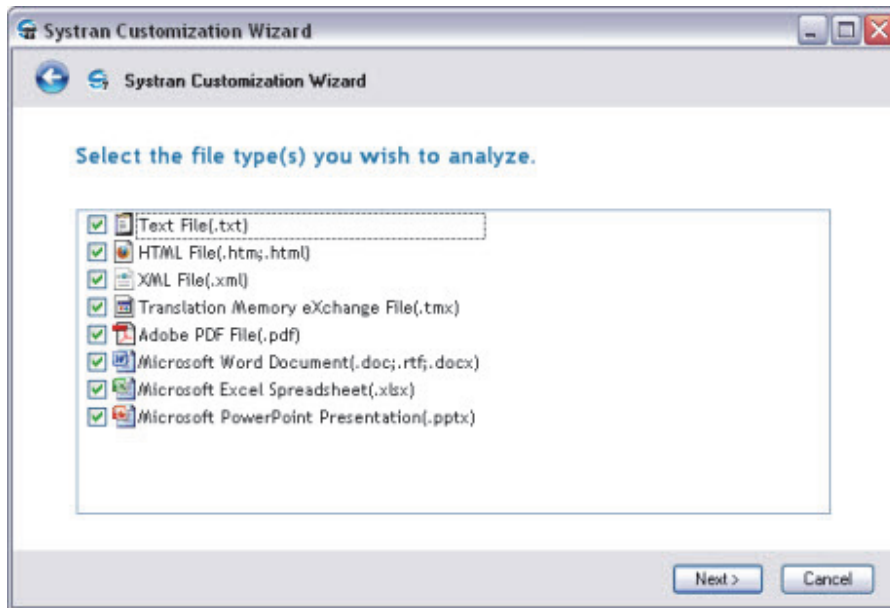 Systran Customization Wizard
Systran Customization Wizard
Select the file type(s) you wish to analyze.
Text File(.txt)
HTML File(.htm;.html)
XML File(.xml)
Translation Memory eXchange File(.tmx)
Adobe PDF File(.pdf)
Microsoft Word Document(.doc;.rtf;.docx)
Microsoft Excel Spreadsheet(.xlsx)
Microsoft PowerPoint Presentation(.pptx)
Next > Cancel